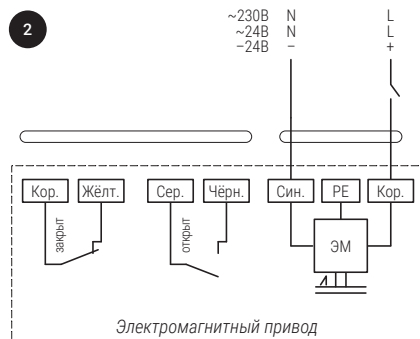 2
~230В N L
~24В N L
−24В − +
Кор. Жёлт. Сер. Чёрн. Син. PE Кор.
закрыт открыт ЭМ
Электромагнитный привод